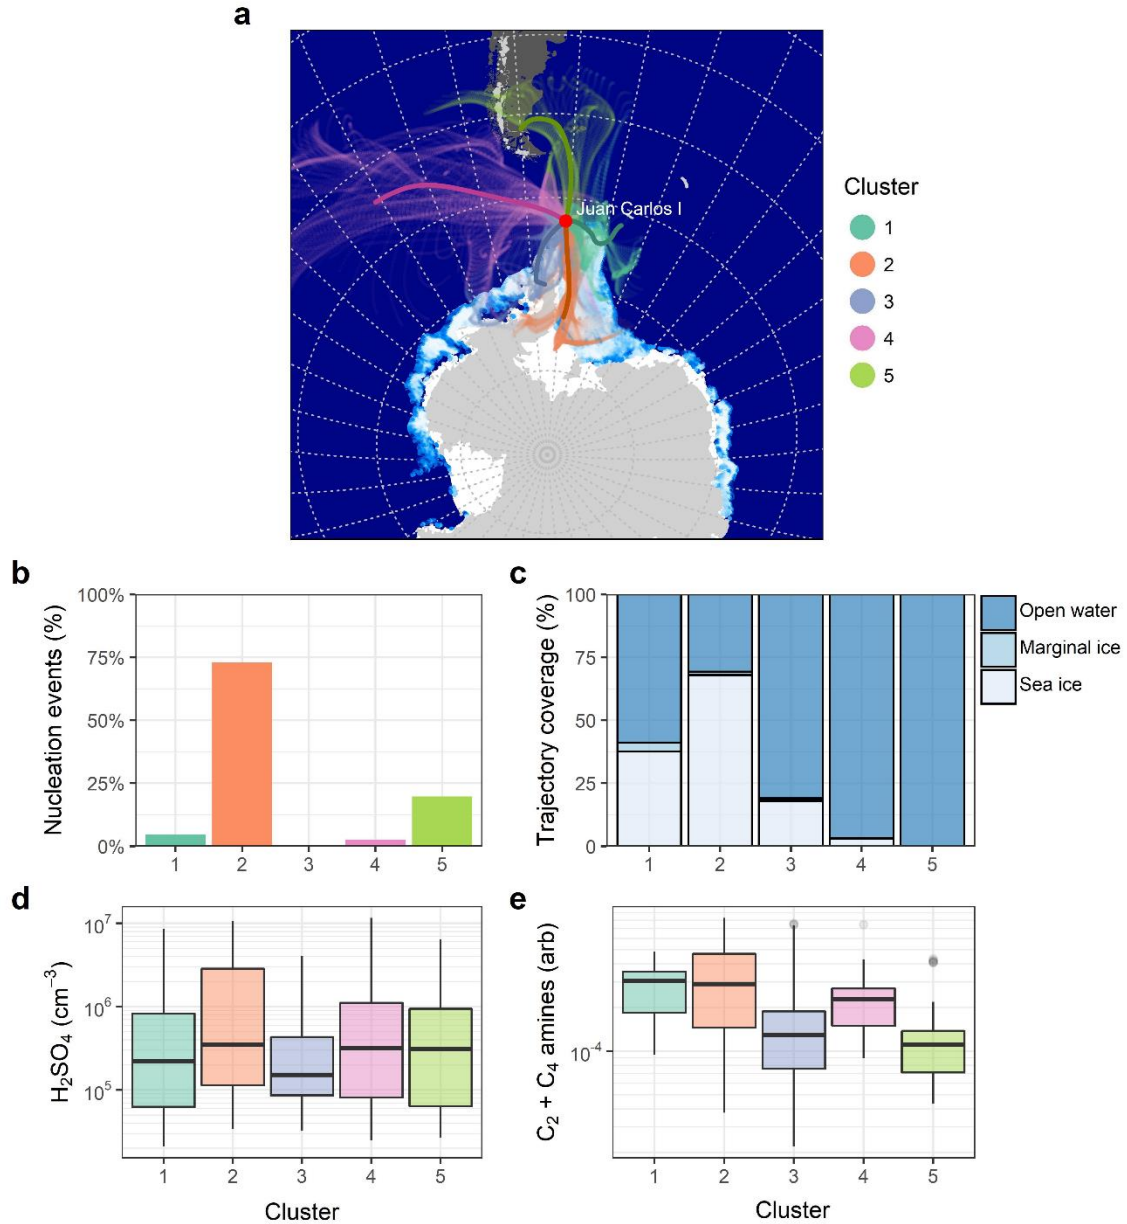 a
Juan Carlos I
Cluster
1
2
3
4
5
b
Nucleation events (%)
100%
75%
50%
25%
0%
1 2 3 4 5
c
Trajectory coverage (%)
100
75
50
25
0
1 2 3 4 5
Open water
Marginal ice
Sea ice
d
H₂SO₄ (cm⁻³)
10⁷
10⁶
10⁵
1 2 3 4 5
Cluster
e
C₂ + C₄ amines (arb)
10⁻⁴
1 2 3 4 5
Cluster